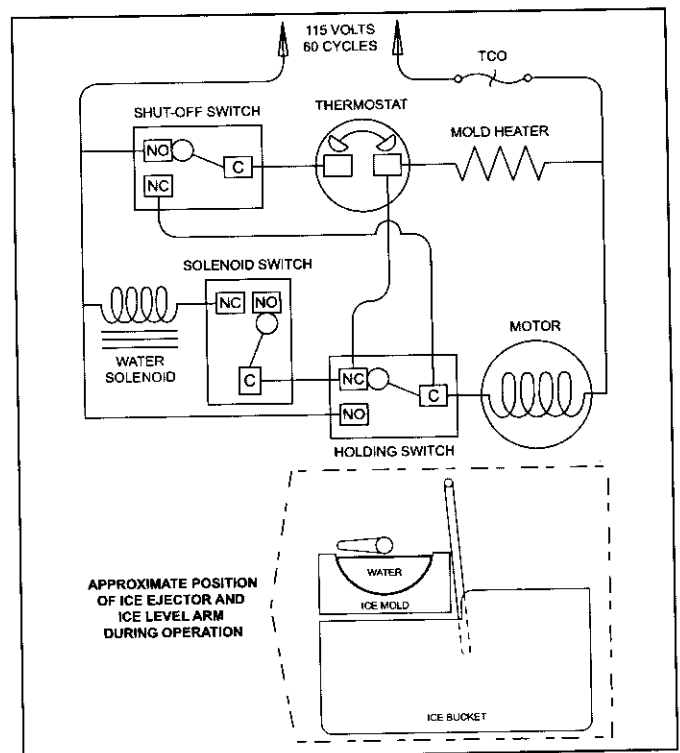 115 VOLTS
60 CYCLES
TCO
SHUT-OFF SWITCH
THERMOSTAT
MOLD HEATER
NO
C
NC
SOLENOID SWITCH
NC
NO
MOTOR
WATER
SOLENOID
C
NC
C
NO
HOLDING SWITCH
APPROXIMATE POSITION
OF ICE EJECTOR AND
ICE LEVEL ARM
DURING OPERATION
WATER
ICE MOLD
ICE BUCKET